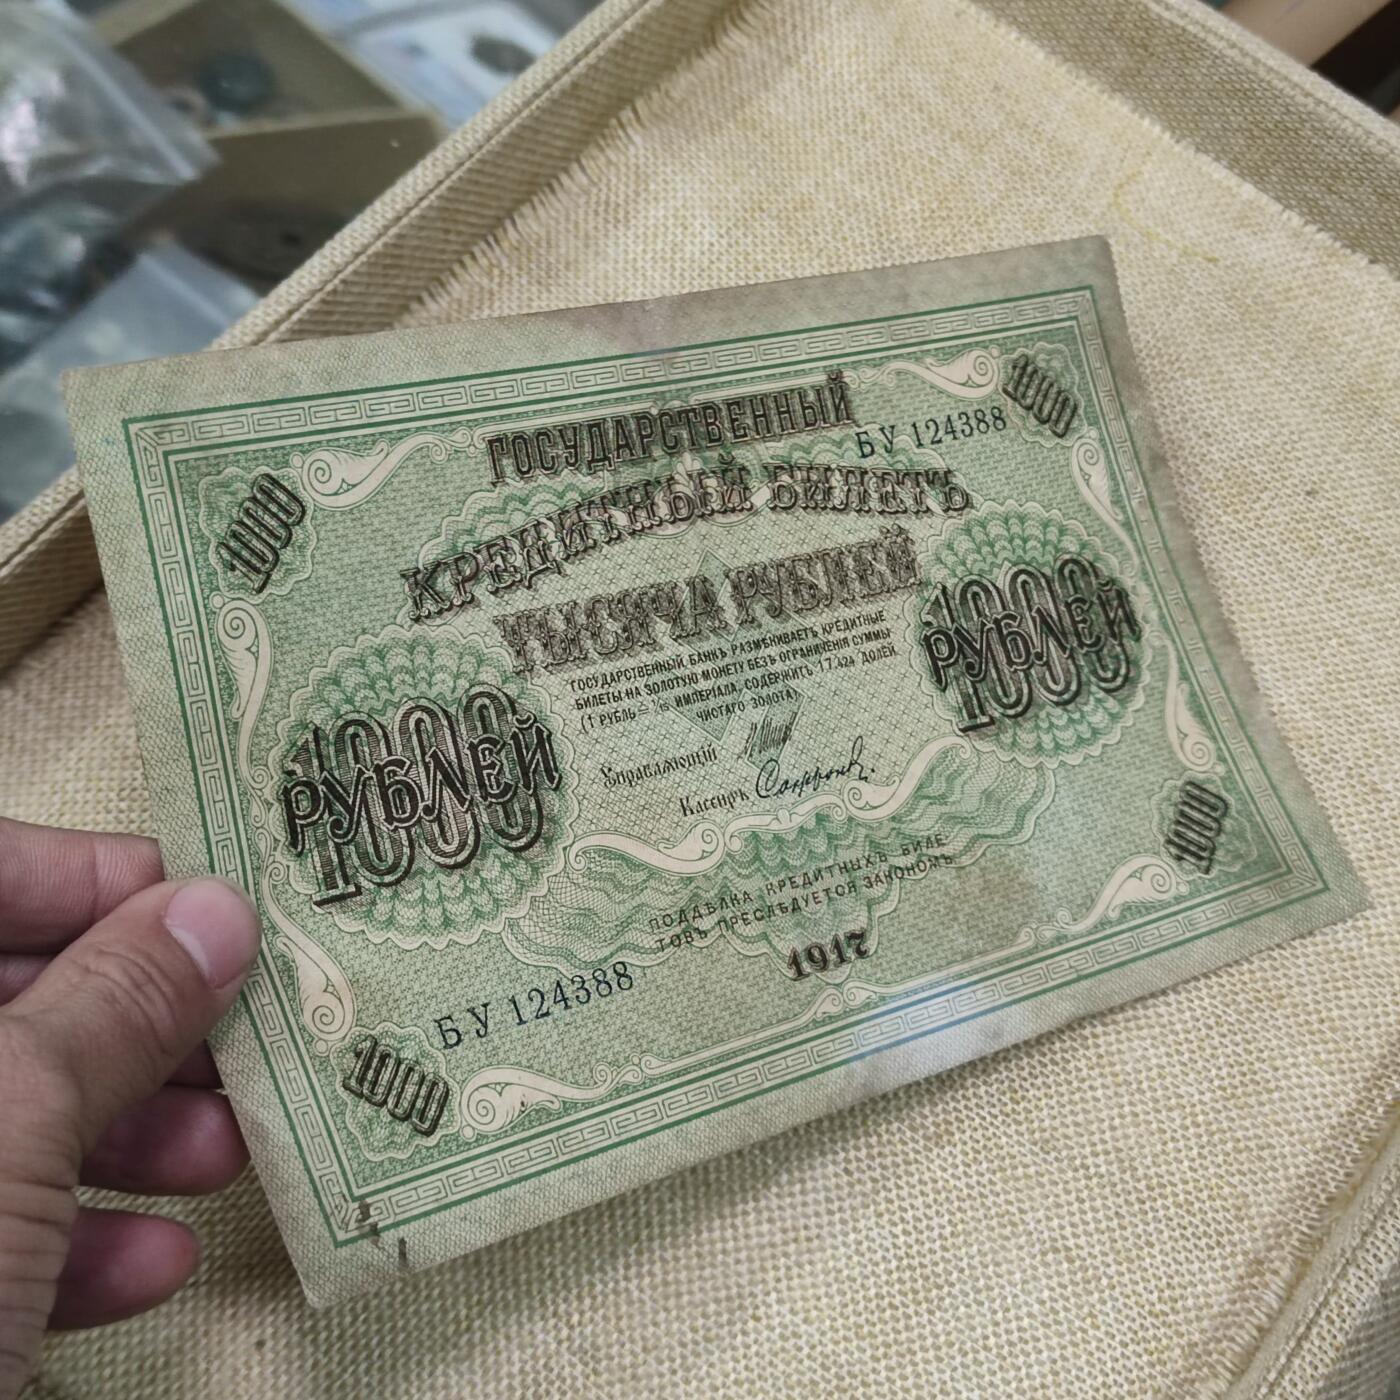 1000
ГОСУДАРСТВЕННЫЙ
1000
БУ 124388
КРЕДИТНЫЙ БИЛЕТЪ
ТЫСЯЧА РУБЛЕЙ
1000
РУБЛЕЙ
1000
РУБЛЕЙ
ГОСУДАРСТВЕННЫЙ БАНКЪ РАЗМѢНИВАЕТЪ КРЕДИТНЫЕ
БИЛЕТЫ НА ЗОЛОТУЮ МОНЕТУ БЕЗЪ ОГРАНИЧЕНІЯ СУММЫ
(1 РУБЛЬ = 1/15 ИМПЕРІАЛА, СОДЕРЖИТЪ 17,424 ДОЛЕЙ
ЧИСТАГО ЗОЛОТА)
Управляющій
Кассиръ Сафронов
ПОДДѢЛКА КРЕДИТНЫХЪ БИЛЕ
ТОВЪ ПРЕСЛѢДУЕТСЯ ЗАКОНОМЪ
1917
БУ 124388
1000
1000